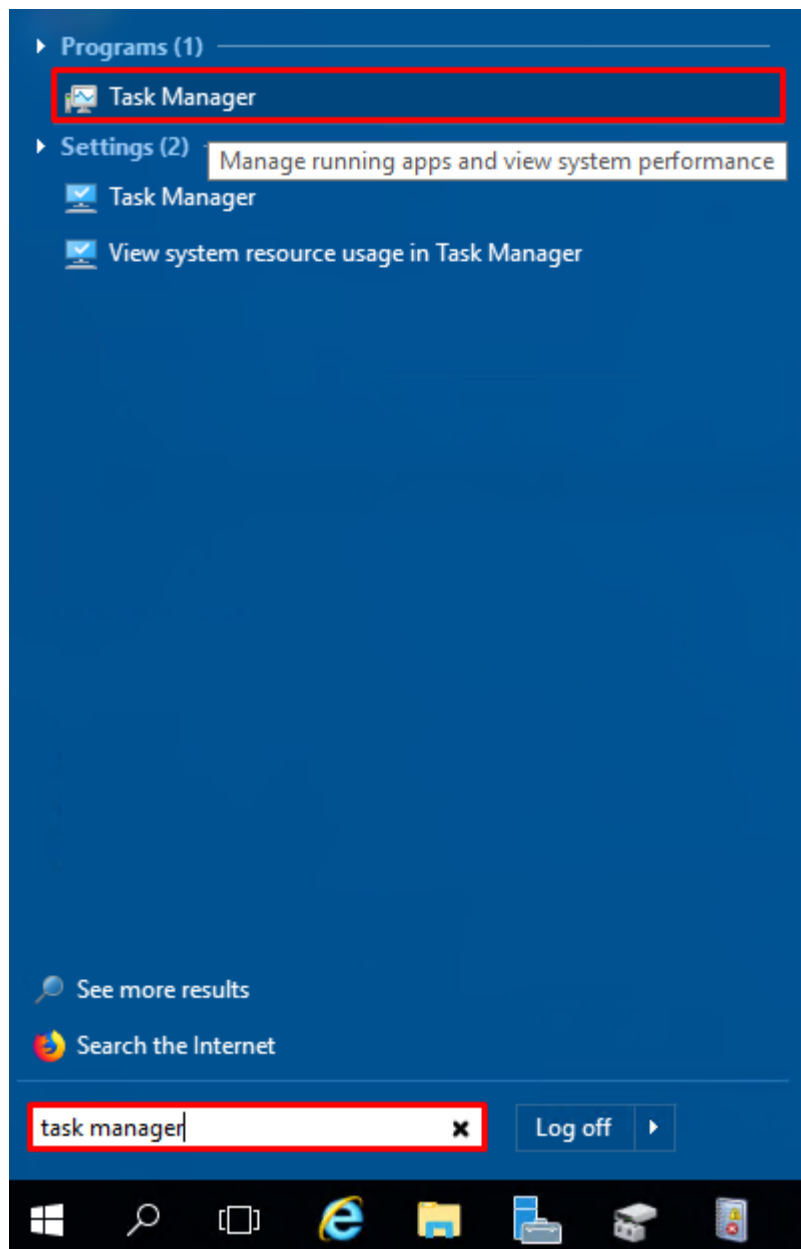 Programs (1)
Task Manager
Settings (2)
Manage running apps and view system performance
Task Manager
View system resource usage in Task Manager
See more results
Search the Internet
task manager
Log off